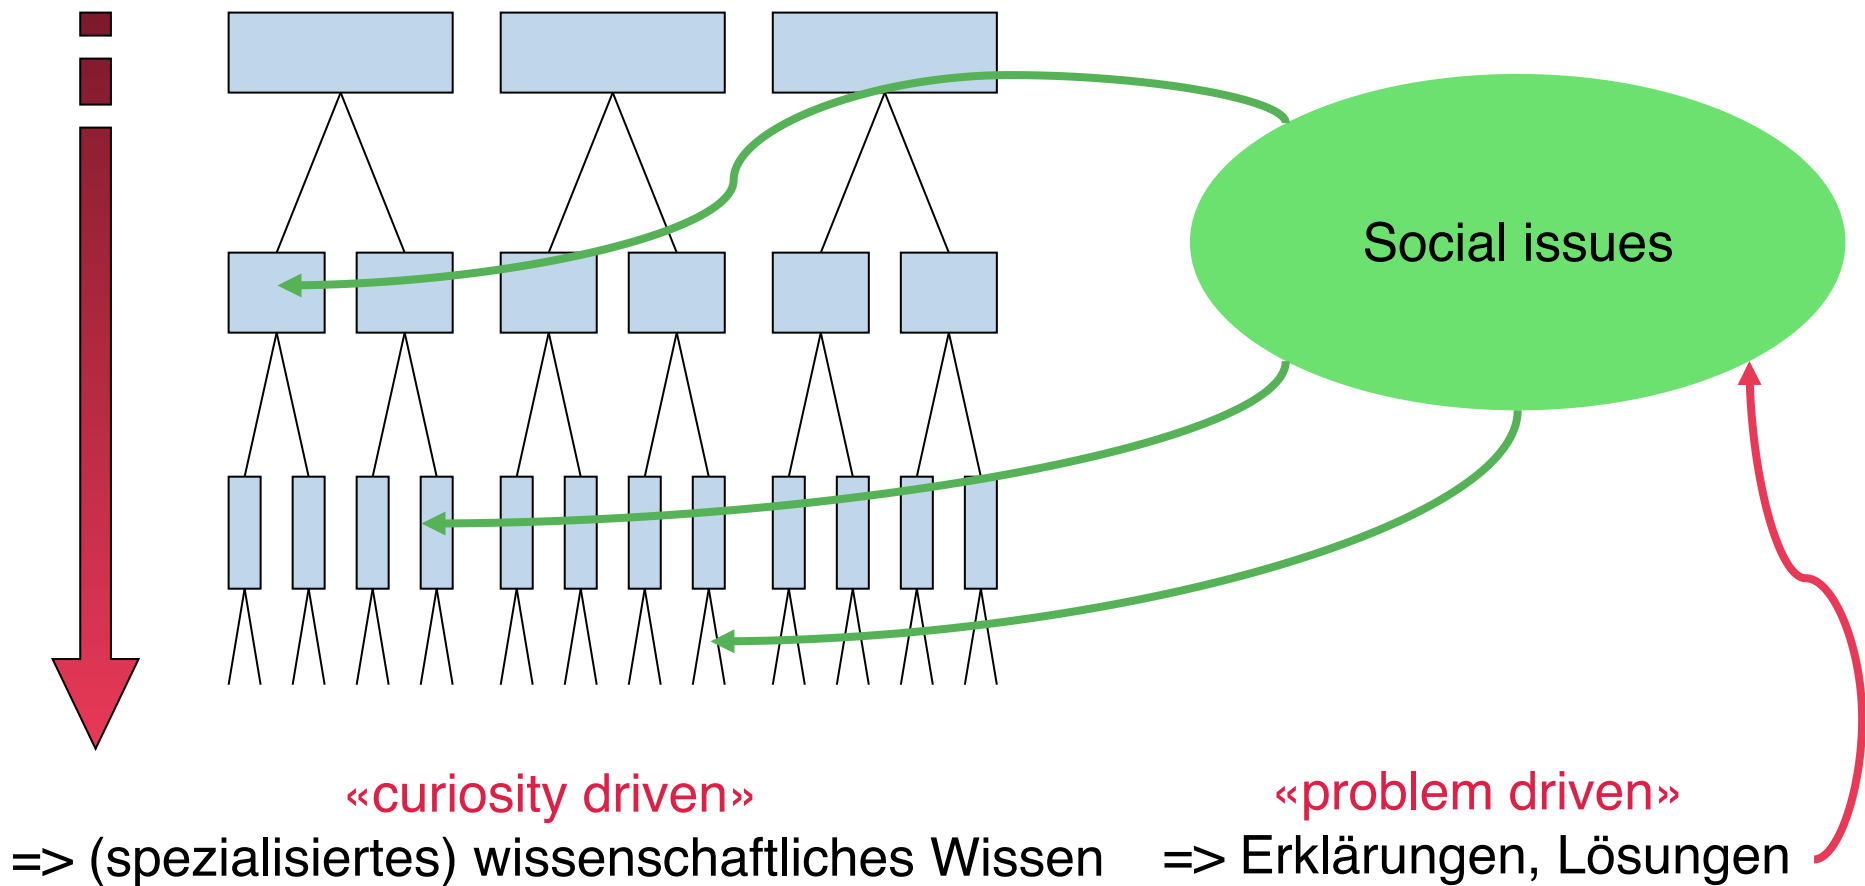 Social issues
«curiosity driven»
=> (spezialisiertes) wissenschaftliches Wissen
«problem driven»
=> Erklärungen, Lösungen